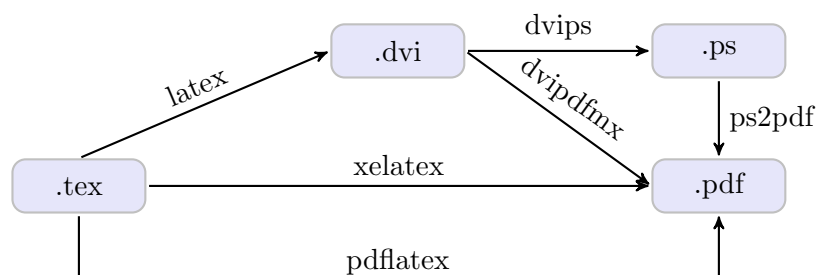 dvips
.dvi
.ps
latex
dvipdfmx
ps2pdf
xelatex
.tex
.pdf
pdflatex